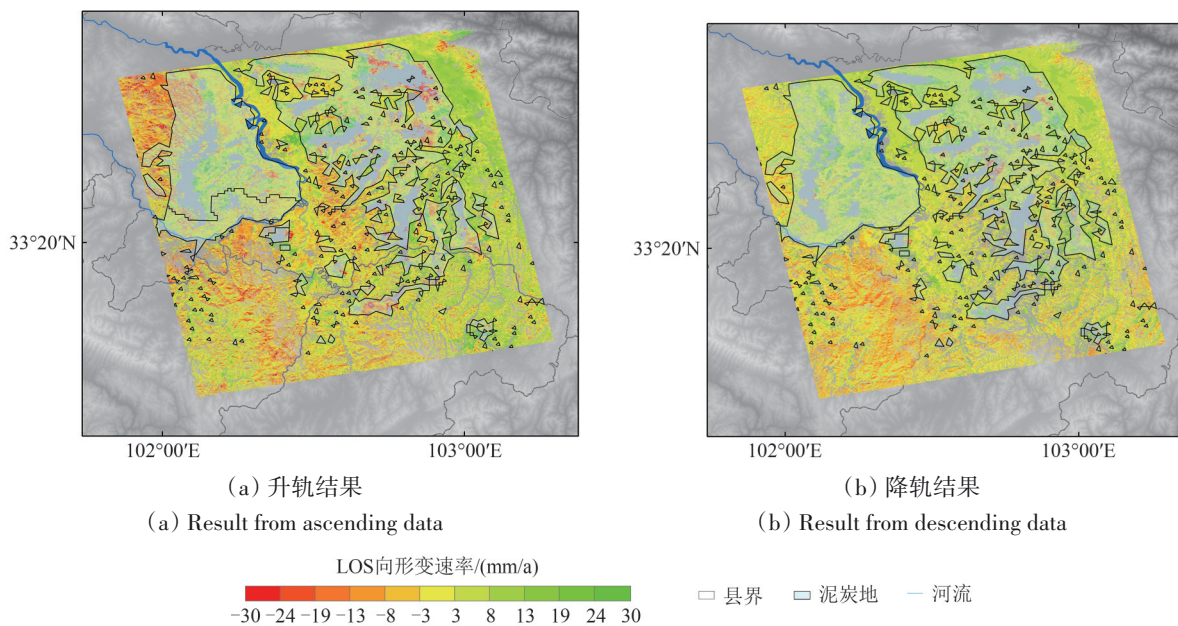 33°20′N
102°00′E
103°00′E
(a)升轨结果
(a) Result from ascending data
33°20′N
102°00′E
103°00′E
(b)降轨结果
(b) Result from descending data
LOS向形变速率/(mm/a)
−30 −24 −19 −13 −8 −3 3 8 13 19 24 30
县界 泥炭地 河流